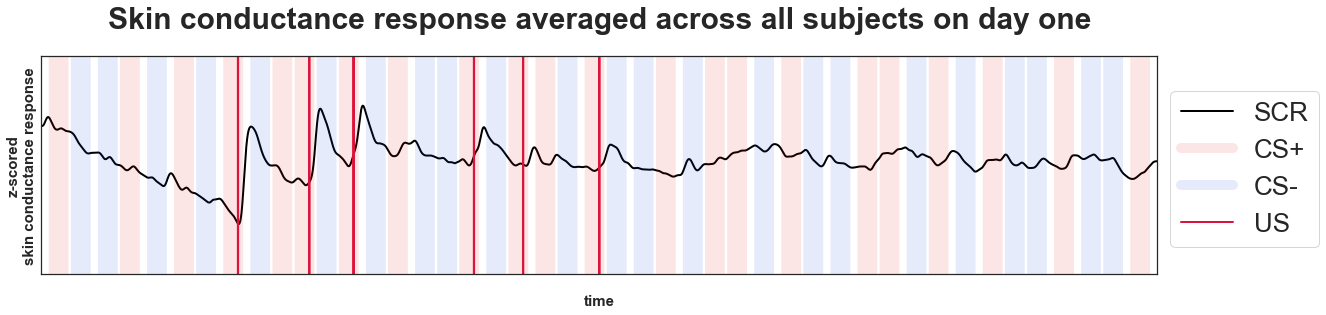 Skin conductance response averaged across all subjects on day one
z-scored
skin conductance response
SCR
CS+
CS-
US
time